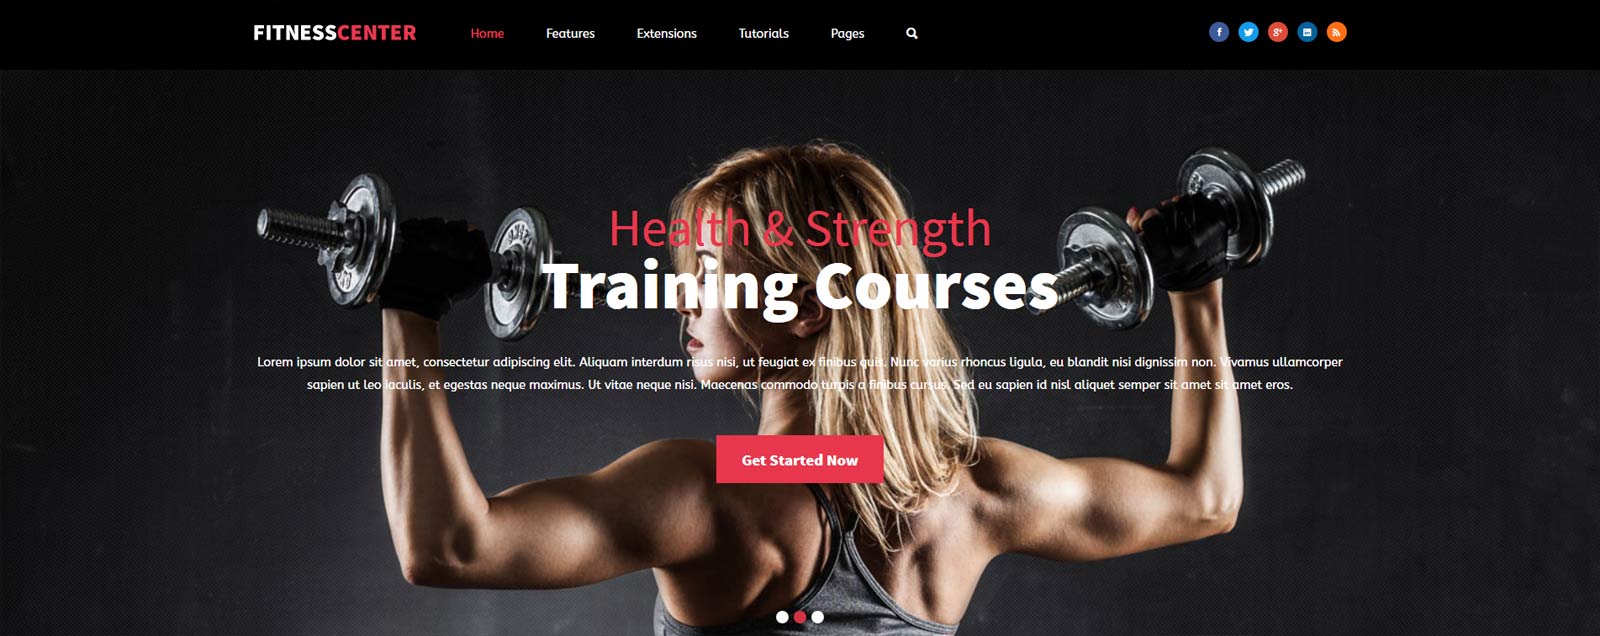 FITNESSCENTER
Home Features Extensions Tutorials Pages
Health & Strength
Training Courses
Lorem ipsum dolor sit amet, consectetur adipiscing elit. Aliquam interdum risus nisi, ut feugiat ex finibus quis. Nunc varius rhoncus ligula, eu blandit nisi dignissim non. Vivamus ullamcorper
sapien ut leo iaculis, et egestas neque maximus. Ut vitae neque nisi. Maecenas commodo turpis a finibus cursus. Sed eu sapien id nisl aliquet semper sit amet sit amet eros.
Get Started Now